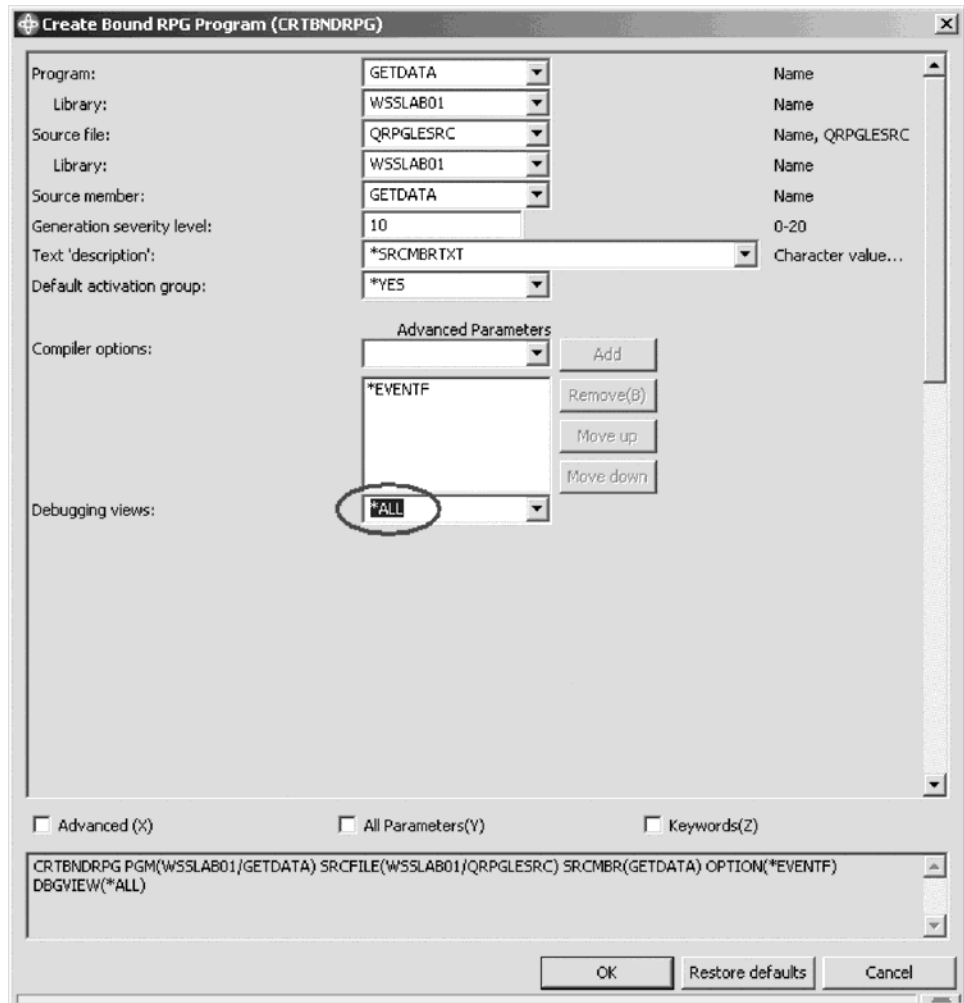 Create Bound RPG Program (CRTBNDRPG)
Program: GETDATA Name
Library: WSSLAB01 Name
Source file: QRPGLESRC Name, QRPGLESRC
Library: WSSLAB01 Name
Source member: GETDATA Name
Generation severity level: 10 0-20
Text 'description': *SRCMBRTXT Character value...
Default activation group: *YES
Advanced Parameters
Compiler options: Add
*EVENTF Remove(B)
Move up
Move down
Debugging views: *ALL
Advanced (X) All Parameters(Y) Keywords(Z)
CRTBNDRPG PGM(WSSLAB01/GETDATA) SRCFILE(WSSLAB01/QRPGLESRC) SRCMBR(GETDATA) OPTION(*EVENTF)
DBGVIEW(*ALL)
OK Restore defaults Cancel